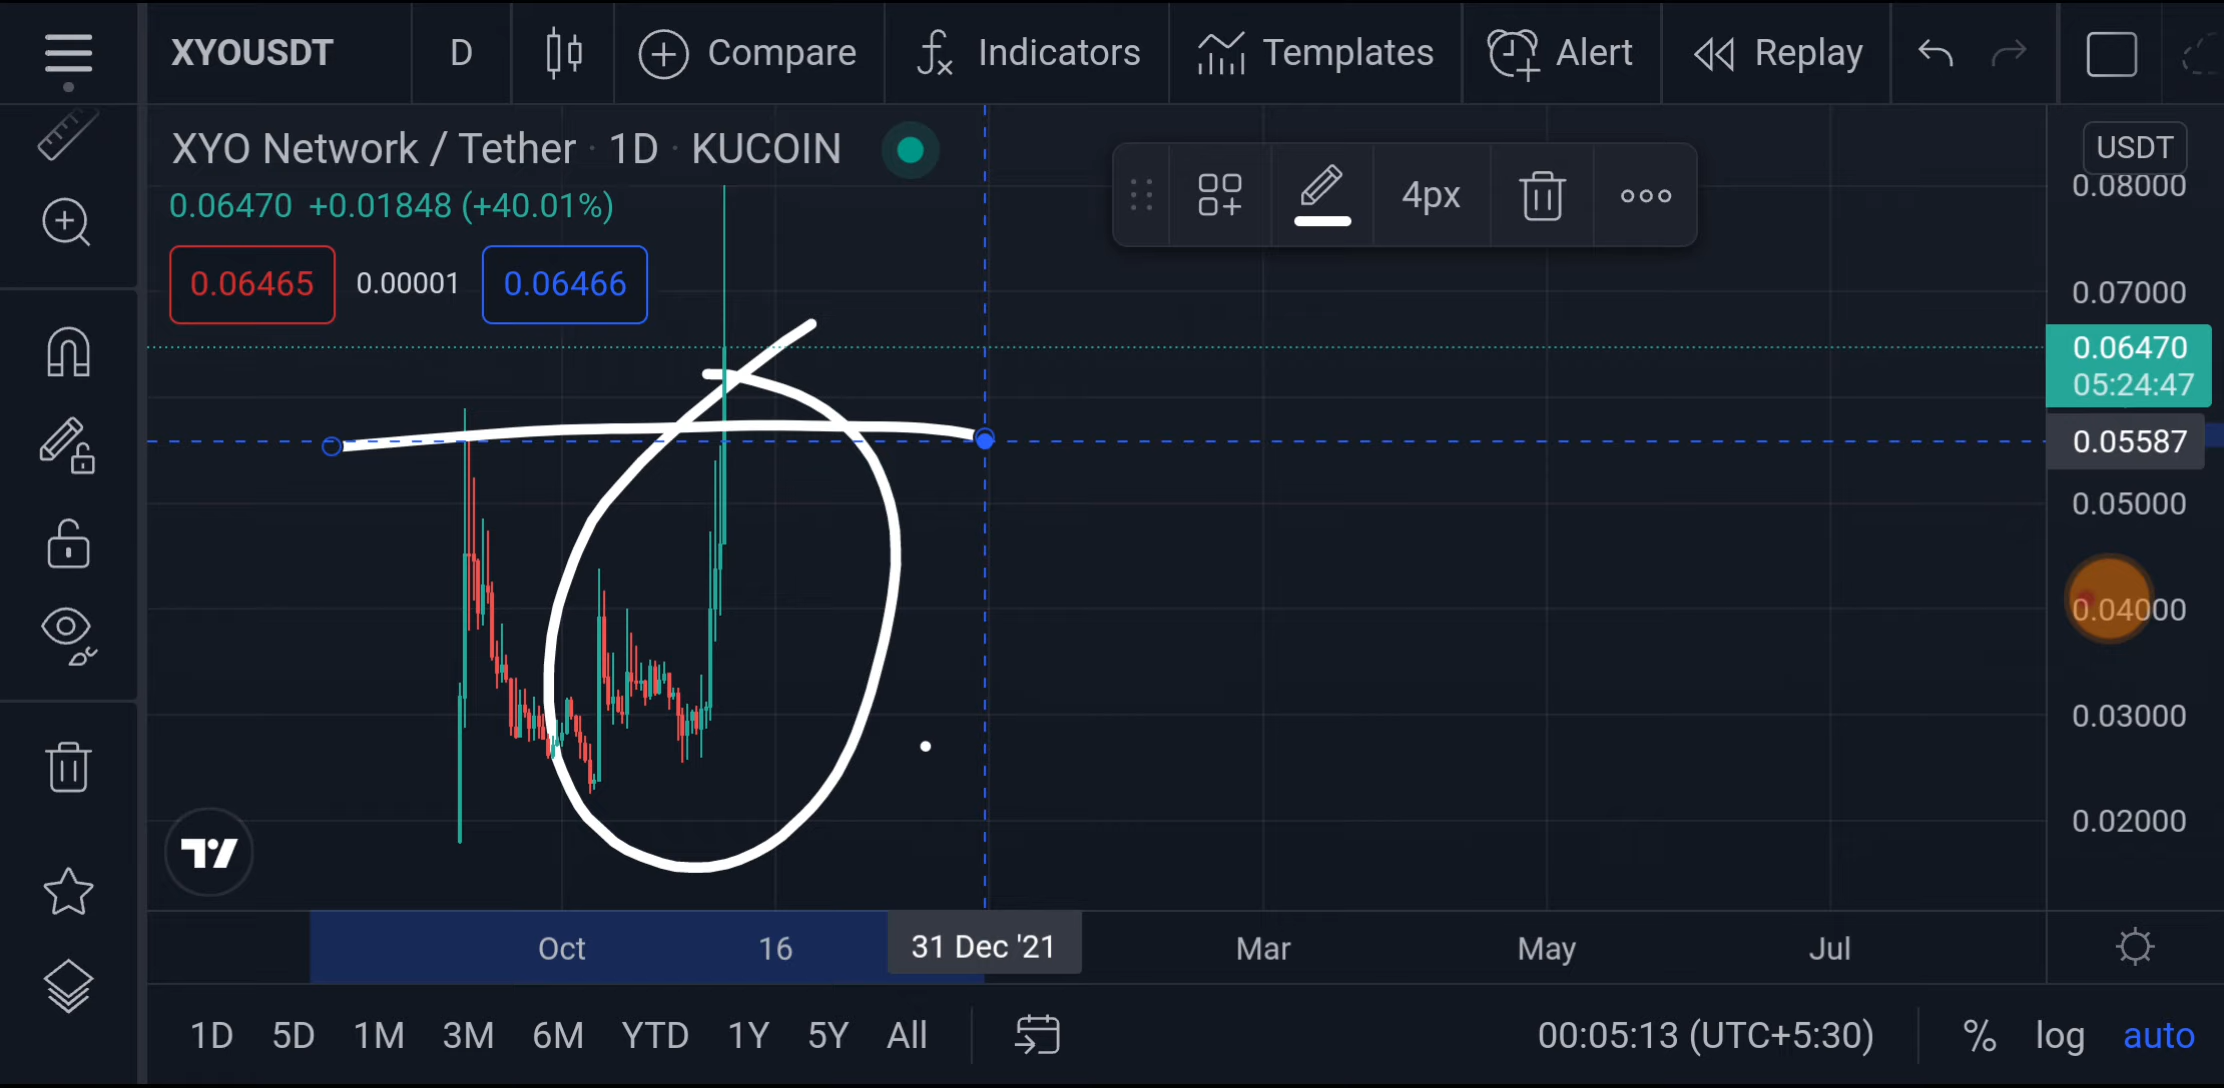 XYOUSDT D Compare Indicators Templates Alert Replay
XYO Network / Tether · 1D · KUCOIN
0.06470 +0.01848 (+40.01%)
0.06465 0.00001 0.06466
4px
USDT
0.08000
0.07000
0.06470
05:24:47
0.05587
0.05000
0.04000
0.03000
0.02000
Oct 16 31 Dec '21 Mar May Jul
1D 5D 1M 3M 6M YTD 1Y 5Y All 00:05:13 (UTC+5:30) % log auto